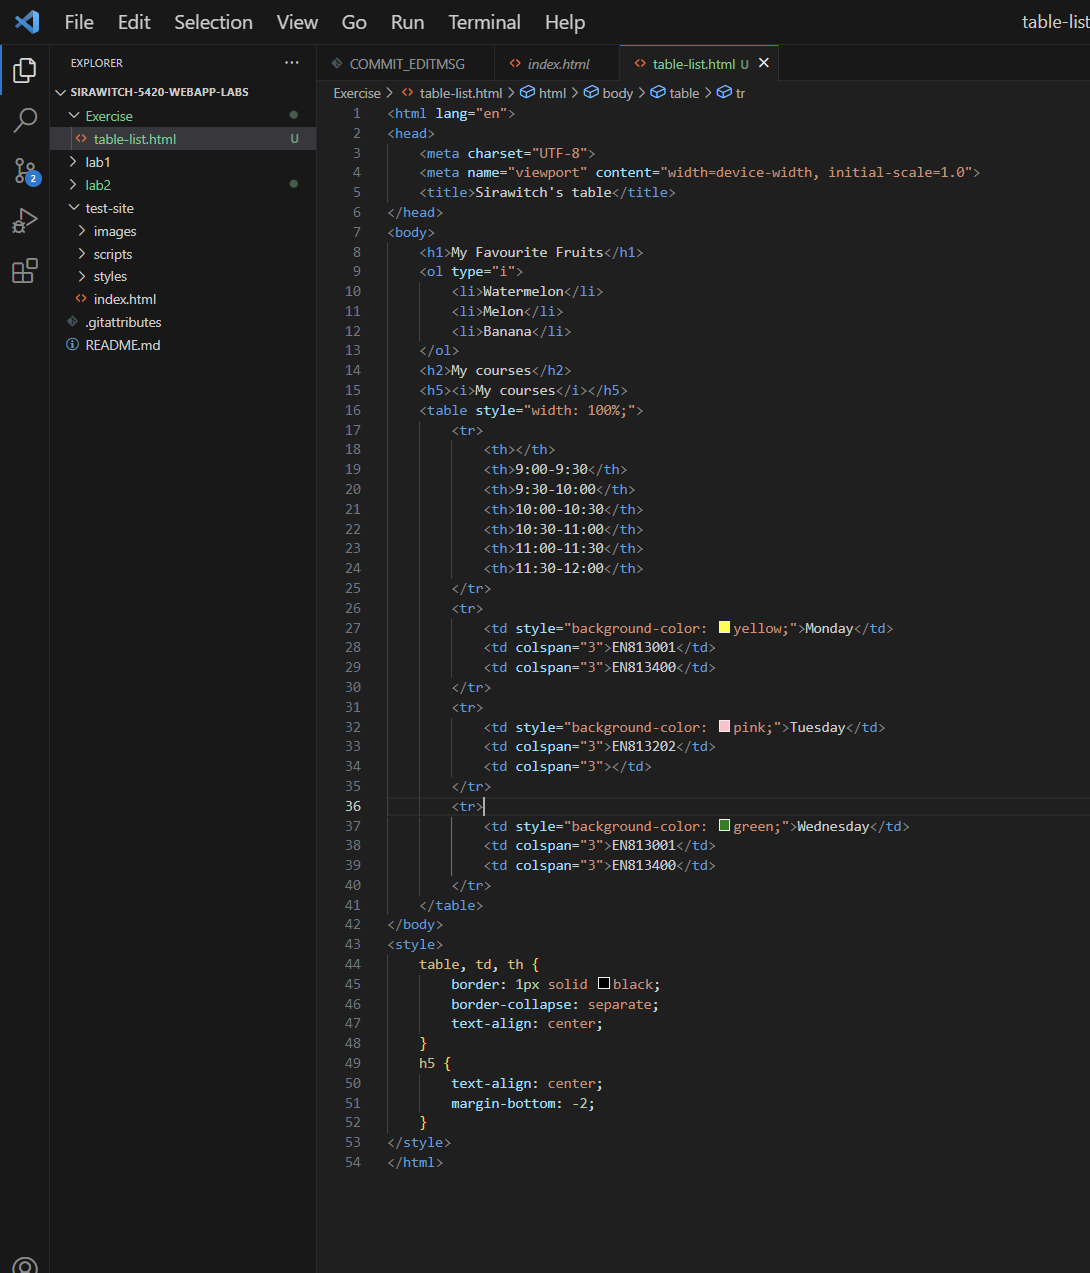 File Edit Selection View Go Run Terminal Help table-list
EXPLORER ...
SIRAWITCH-5420-WEBAPP-LABS
Exercise
table-list.html U
lab1
lab2
test-site
images
scripts
styles
index.html
.gitattributes
README.md
2
COMMIT_EDITMSG index.html table-list.html U
Exercise > table-list.html > html > body > table > tr
1 <html lang="en">
2 <head>
3 <meta charset="UTF-8">
4 <meta name="viewport" content="width=device-width, initial-scale=1.0">
5 <title>Sirawitch's table</title>
6 </head>
7 <body>
8 <h1>My Favourite Fruits</h1>
9 <ol type="i">
10 <li>Watermelon</li>
11 <li>Melon</li>
12 <li>Banana</li>
13 </ol>
14 <h2>My courses</h2>
15 <h5><i>My courses</i></h5>
16 <table style="width: 100%;">
17 <tr>
18 <th></th>
19 <th>9:00-9:30</th>
20 <th>9:30-10:00</th>
21 <th>10:00-10:30</th>
22 <th>10:30-11:00</th>
23 <th>11:00-11:30</th>
24 <th>11:30-12:00</th>
25 </tr>
26 <tr>
27 <td style="background-color: yellow;">Monday</td>
28 <td colspan="3">EN813001</td>
29 <td colspan="3">EN813400</td>
30 </tr>
31 <tr>
32 <td style="background-color: pink;">Tuesday</td>
33 <td colspan="3">EN813202</td>
34 <td colspan="3"></td>
35 </tr>
36 <tr>
37 <td style="background-color: green;">Wednesday</td>
38 <td colspan="3">EN813001</td>
39 <td colspan="3">EN813400</td>
40 </tr>
41 </table>
42 </body>
43 <style>
44 table, td, th {
45 border: 1px solid black;
46 border-collapse: separate;
47 text-align: center;
48 }
49 h5 {
50 text-align: center;
51 margin-bottom: -2;
52 }
53 </style>
54 </html>